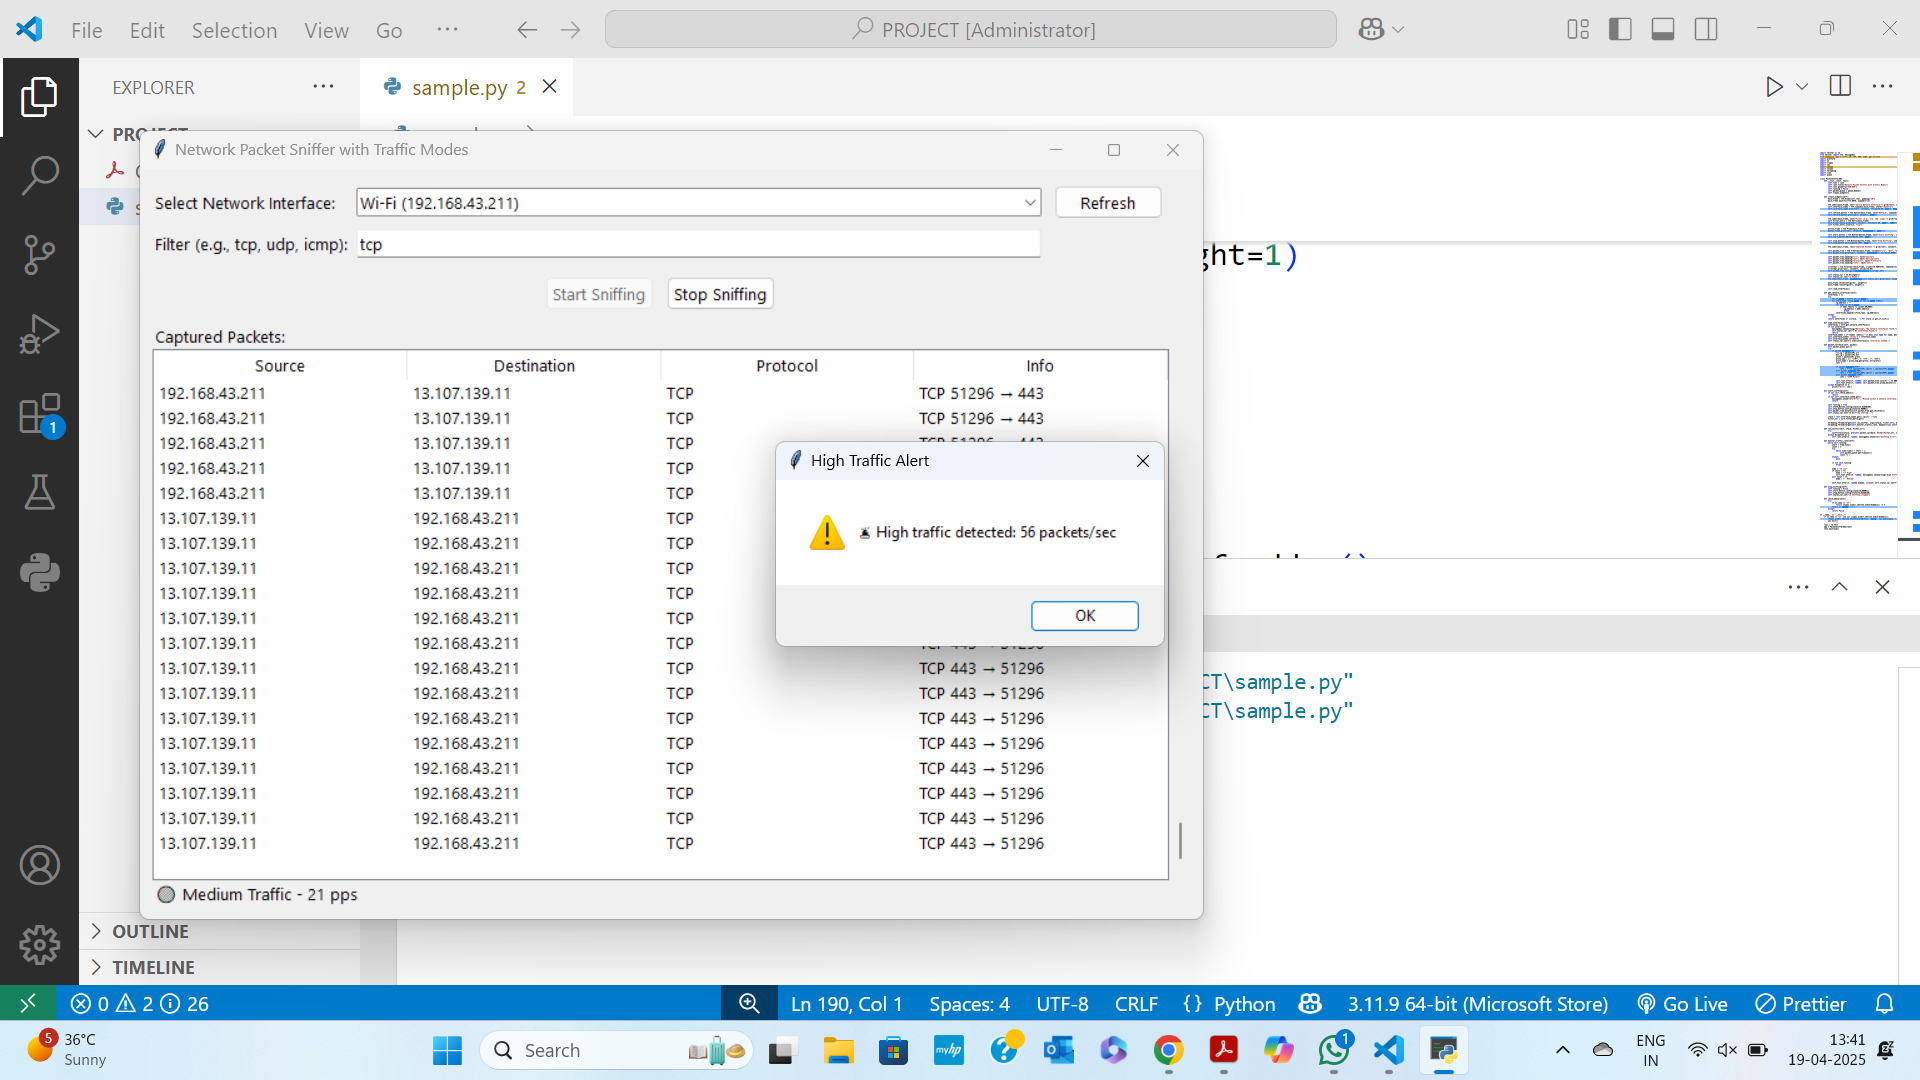 File Edit Selection View Go ··· PROJECT [Administrator]
EXPLORER ···
sample.py 2
Network Packet Sniffer with Traffic Modes
Select Network Interface: Wi-Fi (192.168.43.211) Refresh
Filter (e.g., tcp, udp, icmp): tcp
ght=1)
Start Sniffing Stop Sniffing
Captured Packets:
Source Destination Protocol Info
192.168.43.211 13.107.139.11 TCP TCP 51296 → 443
192.168.43.211 13.107.139.11 TCP TCP 51296 → 443
192.168.43.211 13.107.139.11 TCP
192.168.43.211 13.107.139.11 TCP
192.168.43.211 13.107.139.11 TCP
13.107.139.11 192.168.43.211 TCP
13.107.139.11 192.168.43.211 TCP
13.107.139.11 192.168.43.211 TCP
13.107.139.11 192.168.43.211 TCP
13.107.139.11 192.168.43.211 TCP
13.107.139.11 192.168.43.211 TCP
13.107.139.11 192.168.43.211 TCP TCP 443 → 51296
13.107.139.11 192.168.43.211 TCP TCP 443 → 51296
13.107.139.11 192.168.43.211 TCP TCP 443 → 51296
13.107.139.11 192.168.43.211 TCP TCP 443 → 51296
13.107.139.11 192.168.43.211 TCP TCP 443 → 51296
13.107.139.11 192.168.43.211 TCP TCP 443 → 51296
13.107.139.11 192.168.43.211 TCP TCP 443 → 51296
13.107.139.11 192.168.43.211 TCP TCP 443 → 51296
High Traffic Alert
High traffic detected: 56 packets/sec
OK
CT\sample.py"
CT\sample.py"
Medium Traffic - 21 pps
OUTLINE
TIMELINE
1
0 2 26 Ln 190, Col 1 Spaces: 4 UTF-8 CRLF {} Python 3.11.9 64-bit (Microsoft Store) Go Live Prettier
5 36°C
Sunny
Search
myhp
1
ENG
IN
13:41
19-04-2025